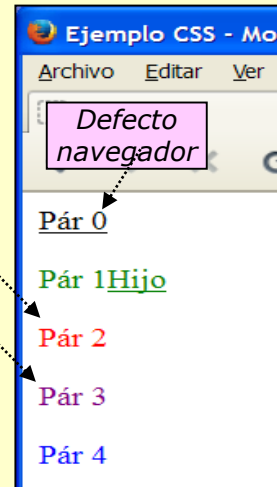 Ejemplo CSS - Mo
Archivo Editar Ver
Defecto
navegador
Pár 0
Pár 1Hijo
Pár 2
Pár 3
Pár 4